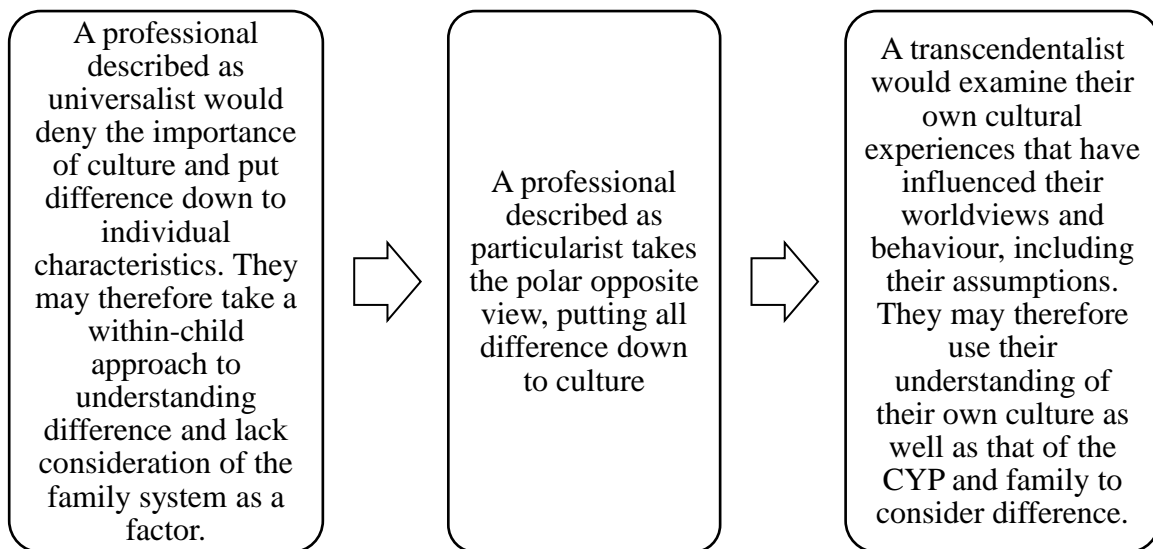 A professional
described as
universalist would
deny the importance
of culture and put
difference down to
individual
characteristics. They
may therefore take a
within-child
approach to
understanding
difference and lack
consideration of the
family system as a
factor.
A professional
described as
particularist takes
the polar opposite
view, putting all
difference down
to culture
A transcendentalist
would examine their
own cultural
experiences that have
influenced their
worldviews and
behaviour, including
their assumptions.
They may therefore
use their
understanding of
their own culture as
well as that of the
CYP and family to
consider difference.